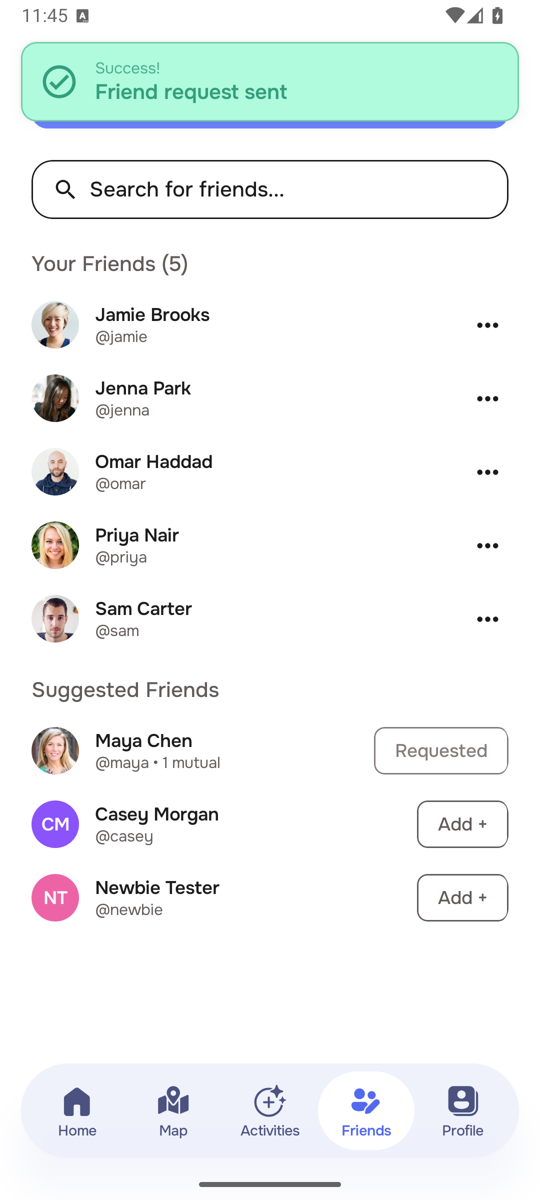 11:45 A
Success!
Friend request sent
Search for friends...
Your Friends (5)
Jamie Brooks
@jamie
Jenna Park
@jenna
Omar Haddad
@omar
Priya Nair
@priya
Sam Carter
@sam
Suggested Friends
Maya Chen
@maya • 1 mutual
Requested
CM
Casey Morgan
@casey
Add +
NT
Newbie Tester
@newbie
Add +
Home
Map
Activities
Friends
Profile